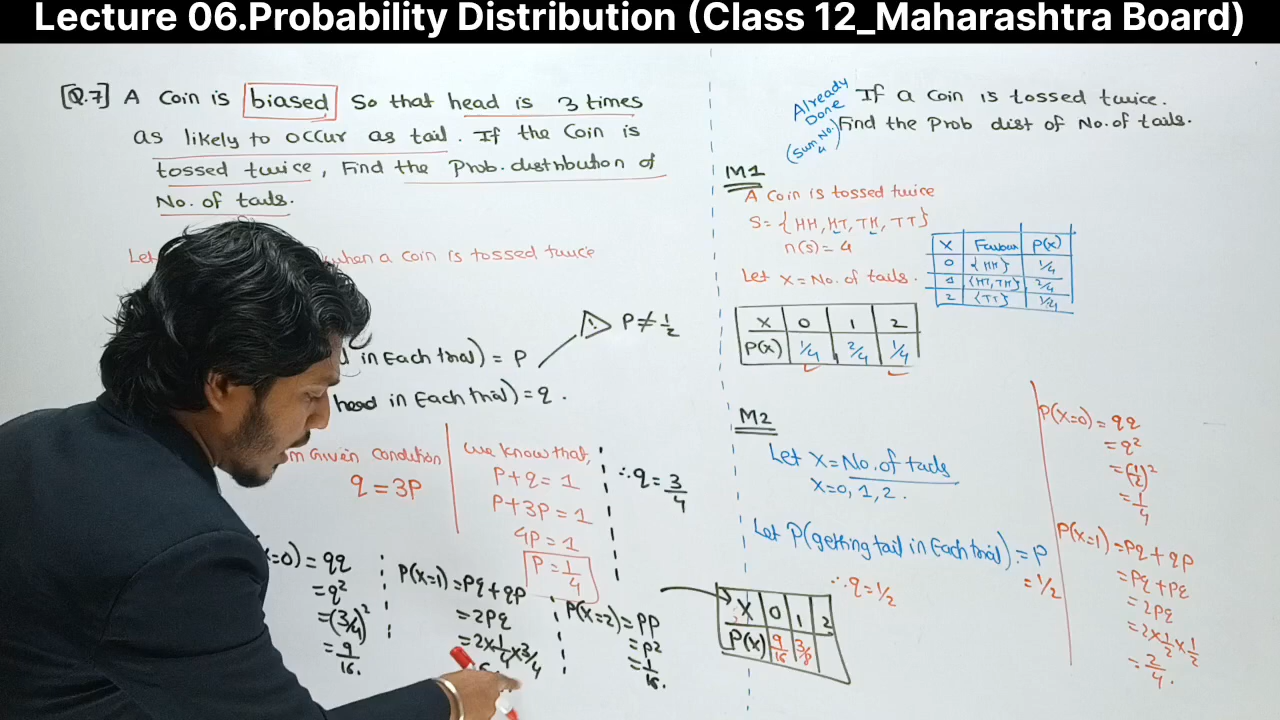 Lecture 06.Probability Distribution (Class 12_Maharashtra Board)
[Q.7] A Coin is biased So that head is 3 times
as likely to occur as tail. If the Coin is
tossed twice, Find the Prob. distribution of
No. of tails.
Let when a coin is tossed twice
in Each trial) = P
P ≠ 1/2
head in Each trial) = q.
Given Condition
q = 3P
We know that,
P + q = 1
P + 3P = 1
4P = 1
P = 1/4
∴ q = 3/4
=0) = qq
= q²
= (3/4)²
= 9/16.
P(X=1) = Pq + qP
= 2pq
= 2×1/4×3/4
P(X=2) = PP
= P²
= 1/16.
X 0 1 2
P(X) 9/16 3/8
Already Done
(Sum No. 4)
If a Coin is tossed twice.
Find the Prob dist of No. of tails.
M1
A Coin is tossed twice
S = {HH, HT, TH, TT}
n(S) = 4
Let X = No. of tails.
X P(X)
0 {HH} 1/4
1 {HT, TH} 2/4
2 {TT} 1/4
X 0 1 2
P(X) 1/4 2/4 1/4
M2
Let X = No. of tails
X = 0, 1, 2.
Let P(getting tail in Each trial) = P
= 1/2
∴ q = 1/2
P(X=0) = qq
= q²
= (1/2)²
= 1/4
P(X=1) = Pq + qP
= Pq + Pq
= 2pq
= 2×1/2×1/2
= 2/4.